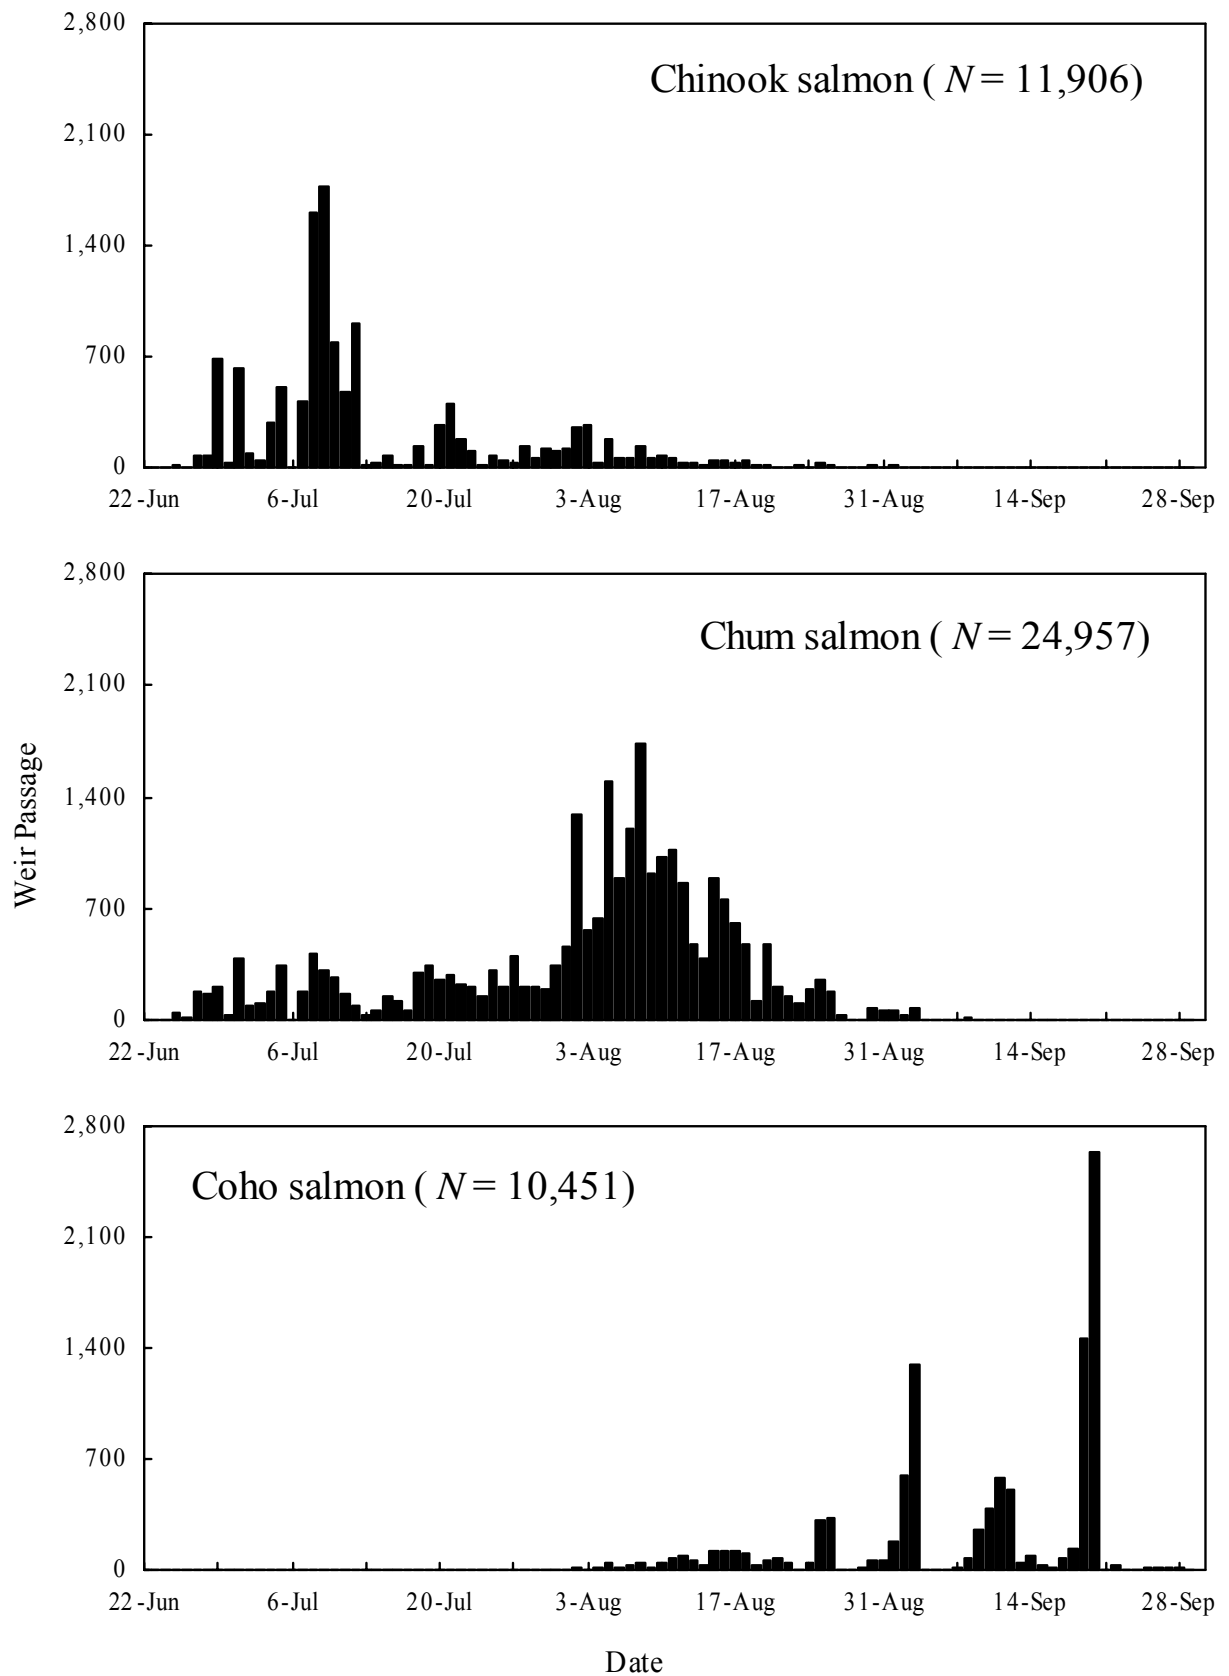 2,800
Chinook salmon ( N = 11,906)
2,100
1,400
700
0
22-Jun 6-Jul 20-Jul 3-Aug 17-Aug 31-Aug 14-Sep 28-Sep
2,800
Chum salmon ( N = 24,957)
2,100
Weir Passage
1,400
700
0
22-Jun 6-Jul 20-Jul 3-Aug 17-Aug 31-Aug 14-Sep 28-Sep
2,800
Coho salmon ( N = 10,451)
2,100
1,400
700
0
22-Jun 6-Jul 20-Jul 3-Aug 17-Aug 31-Aug 14-Sep 28-Sep
Date